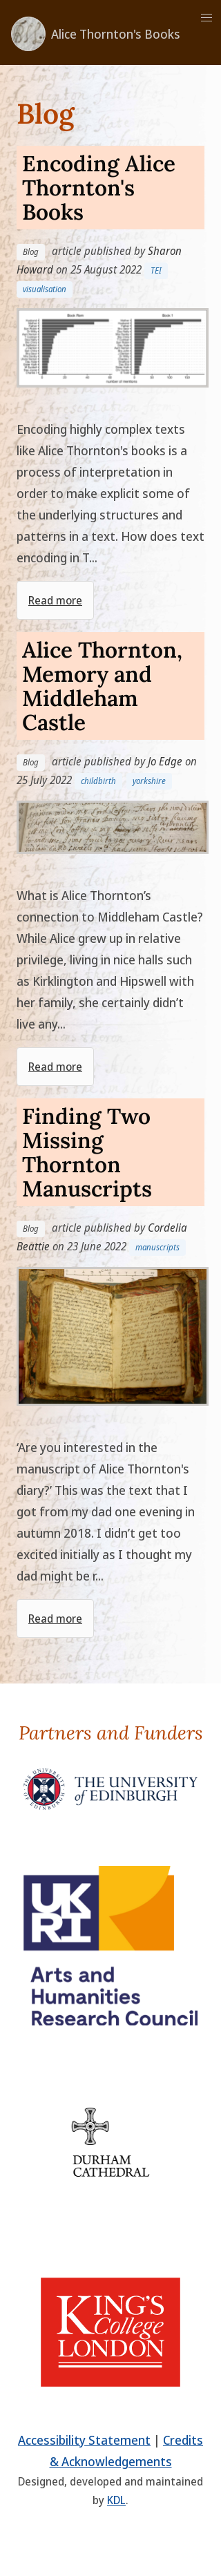 Alice Thornton's Books
Blog
Encoding Alice
Thornton's
Books
Blog article published by Sharon
Howard on 25 August 2022 TEI
visualisation
Book Rem
Book 1
number of mentions
Encoding highly complex texts
like Alice Thornton's books is a
process of interpretation in
order to make explicit some of
the underlying structures and
patterns in a text. How does text
encoding in T...
Read more
Alice Thornton,
Memory and
Middleham
Castle
Blog article published by Jo Edge on
25 July 2022 childbirth yorkshire
What is Alice Thornton’s
connection to Middleham Castle?
While Alice grew up in relative
privilege, living in nice halls such
as Kirklington and Hipswell with
her family, she certainly didn’t
live any...
Read more
Finding Two
Missing
Thornton
Manuscripts
Blog article published by Cordelia
Beattie on 23 June 2022 manuscripts
‘Are you interested in the
manuscript of Alice Thornton's
diary?’ This was the text that I
got from my dad one evening in
autumn 2018. I didn’t get too
excited initially as I thought my
dad might be r...
Read more
Partners and Funders
THE UNIVERSITY
of EDINBURGH
UK
RI
Arts and
Humanities
Research Council
DURHAM
CATHEDRAL
KING'S
College
LONDON
Accessibility Statement | Credits
& Acknowledgements
Designed, developed and maintained
by KDL.